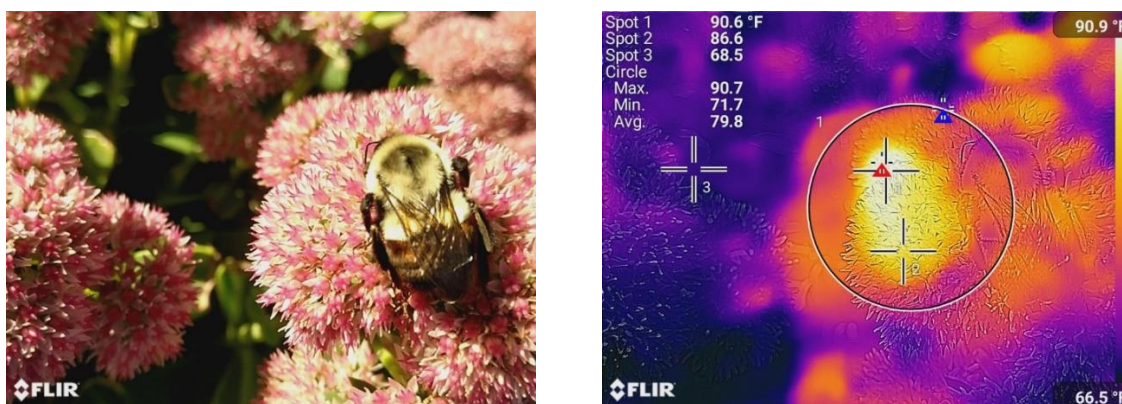 FLIR
Spot 1 90.6 °F
Spot 2 86.6
Spot 3 68.5
Circle
Max. 90.7
Min. 71.7
Avg. 79.8
90.9 °F
1
3
2
66.5 °F
FLIR